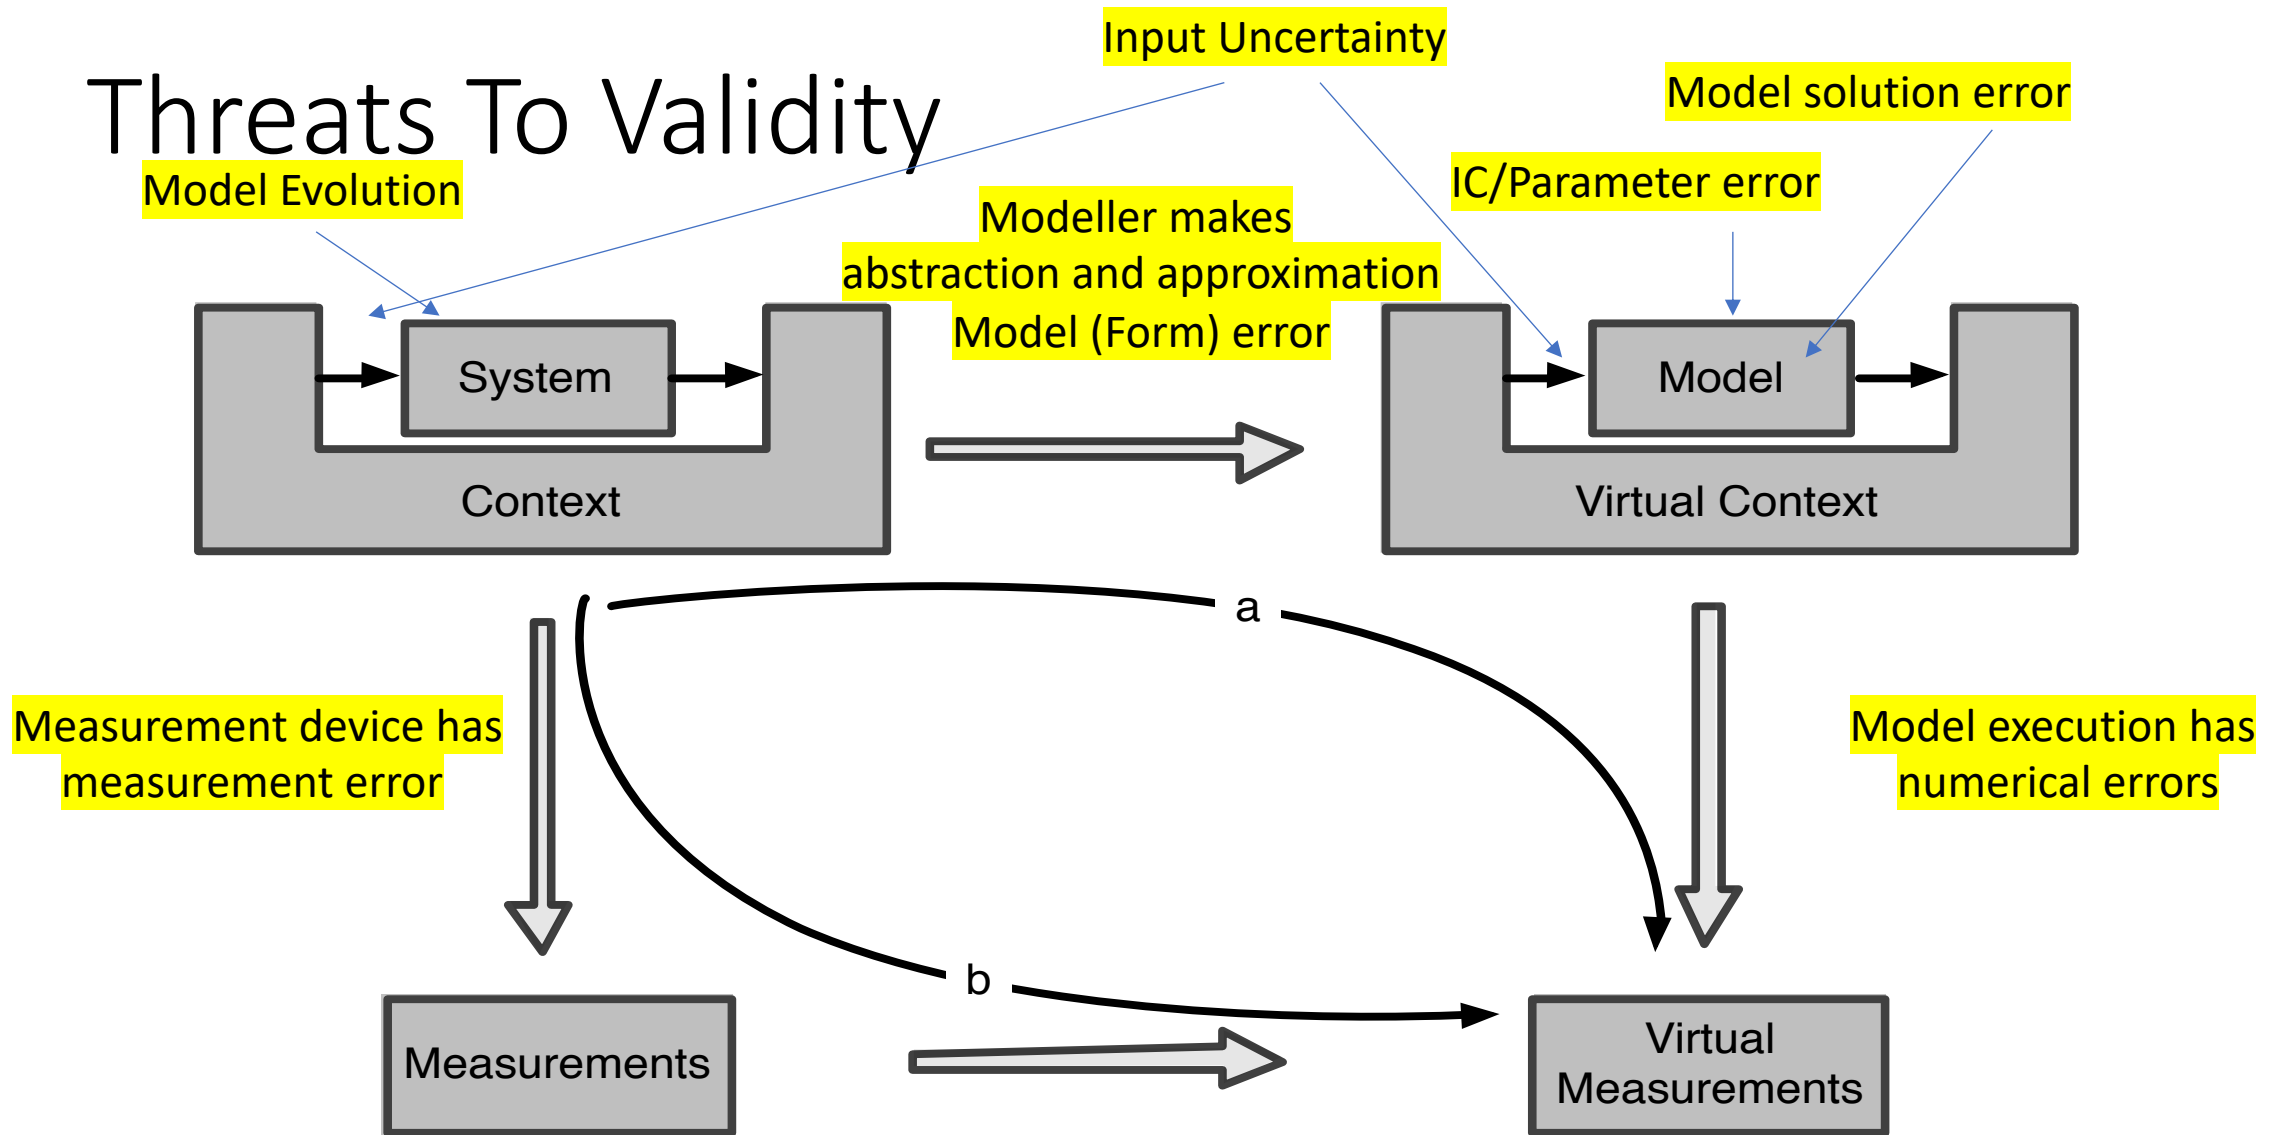 Input Uncertainty
Threats To Validity
Model solution error
Model Evolution
IC/Parameter error
Modeller makes
abstraction and approximation
Model (Form) error
System
Context
Model
Virtual Context
a
Measurement device has
measurement error
Model execution has
numerical errors
b
Measurements
Virtual
Measurements